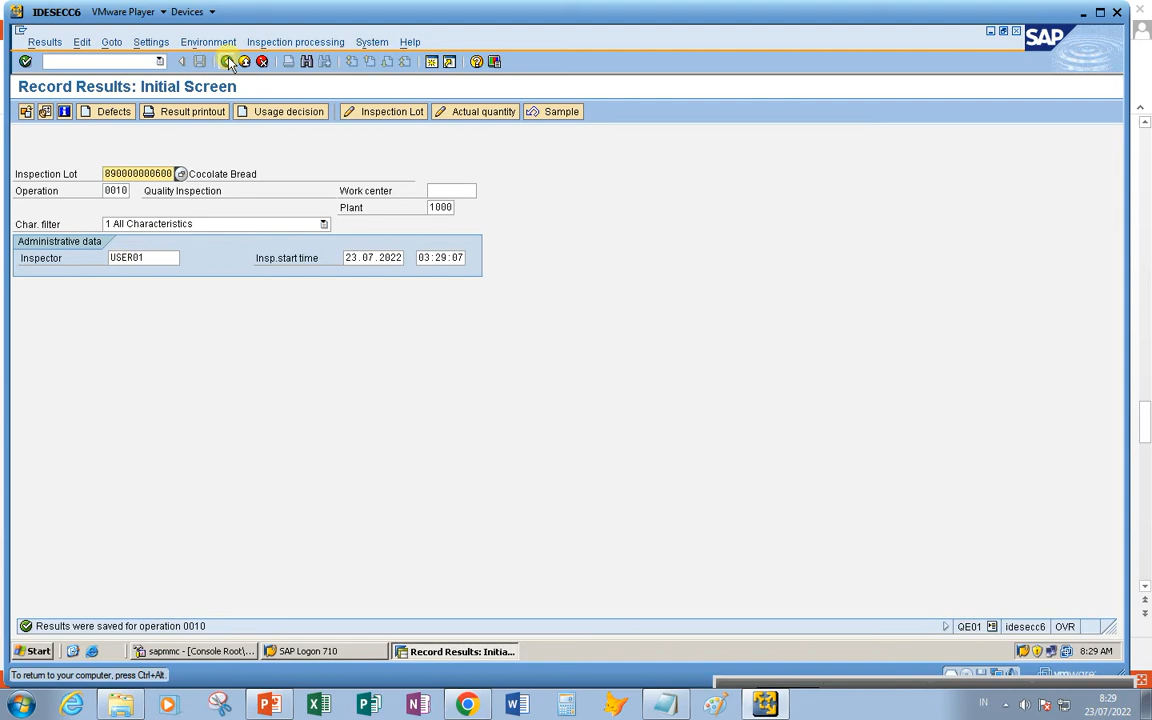 IDESECC6 VMware Player Devices
Results Edit Goto Settings Environment Inspection processing System Help
SAP
Record Results: Initial Screen
Defects Result printout Usage decision Inspection Lot Actual quantity Sample
Inspection Lot 890000000600 Cocolate Bread
Operation 0010 Quality Inspection Work center
Plant 1000
Char. filter 1 All Characteristics
Administrative data
Inspector USER01 Insp.start time 23.07.2022 03:29:07
Results were saved for operation 0010 QE01 idesecc6 OVR
Start sapmmc - [Console Root\... SAP Logon 710 Record Results: Initia... 8:29 AM
To return to your computer, press Ctrl+Alt. vmware
IN 8:29
23/07/2022